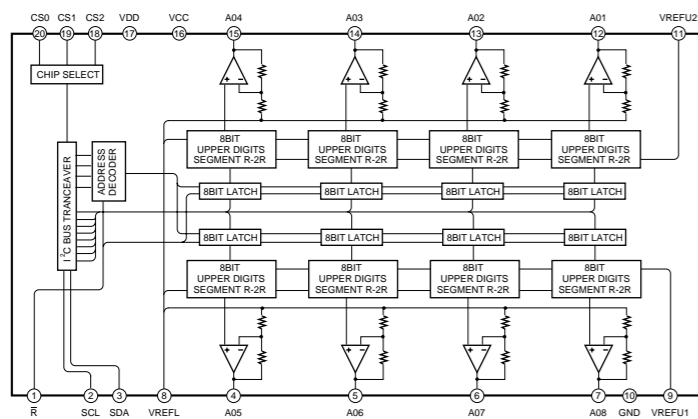 CS0 CS1 CS2 VDD VCC A04 A03 A02 A01 VREFU2
20 19 18 17 16 15 14 13 12 11
CHIP SELECT
+ − + − + − + −
8BIT
UPPER DIGITS
SEGMENT R-2R
8BIT
UPPER DIGITS
SEGMENT R-2R
8BIT
UPPER DIGITS
SEGMENT R-2R
8BIT
UPPER DIGITS
SEGMENT R-2R
I²C BUS TRANCEAVER
ADDRESS
DECODER
8BIT LATCH 8BIT LATCH 8BIT LATCH 8BIT LATCH
8BIT LATCH 8BIT LATCH 8BIT LATCH 8BIT LATCH
8BIT
UPPER DIGITS
SEGMENT R-2R
8BIT
UPPER DIGITS
SEGMENT R-2R
8BIT
UPPER DIGITS
SEGMENT R-2R
8BIT
UPPER DIGITS
SEGMENT R-2R
+ − + − + − + −
1 2 3 8 4 5 6 7 10 9
R̅ SCL SDA VREFL A05 A06 A07 A08 GND VREFU1